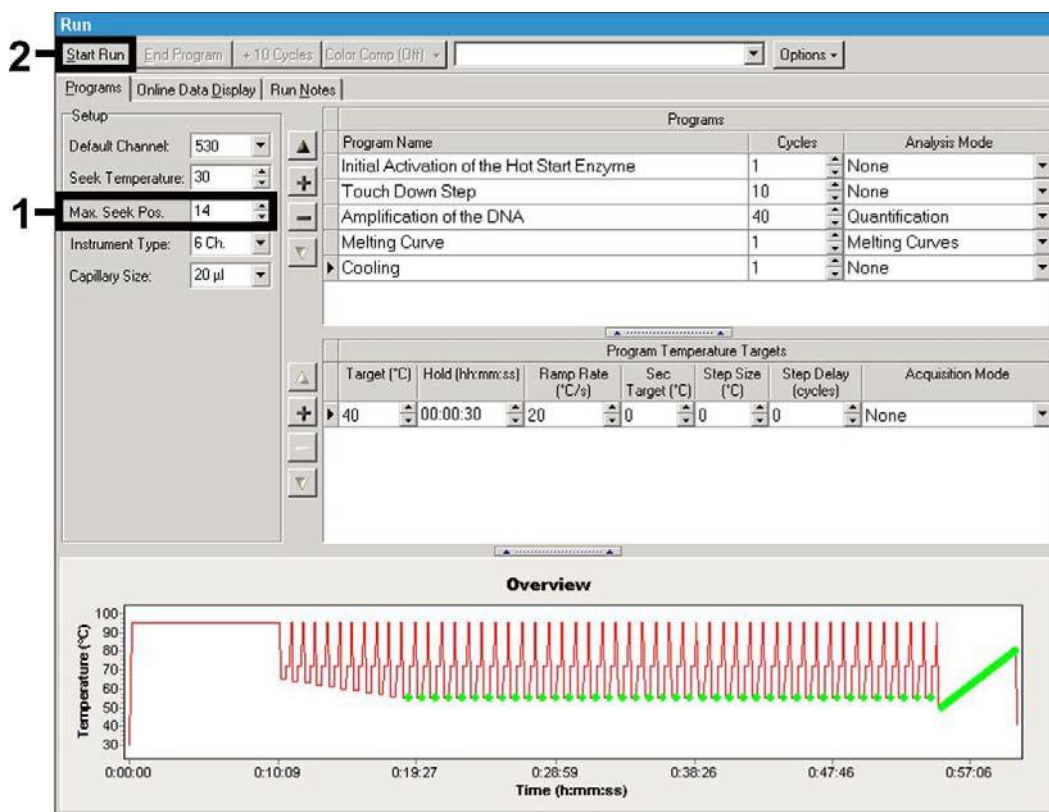 Run
2 Start Run End Program + 10 Cycles Color Comp (Off) Options
Programs Online Data Display Run Notes
Setup
Default Channel: 530
Seek Temperature: 30
1 Max. Seek Pos. 14
Instrument Type: 6 Ch.
Capillary Size: 20 µl
Programs
Program Name Cycles Analysis Mode
Initial Activation of the Hot Start Enzyme 1 None
Touch Down Step 10 None
Amplification of the DNA 40 Quantification
Melting Curve 1 Melting Curves
Cooling 1 None
Program Temperature Targets
Target (°C) Hold (hh:mm:ss) Ramp Rate (°C/s) Sec Target (°C) Step Size (°C) Step Delay (cycles) Acquisition Mode
40 00:00:30 20 0 0 0 None
Overview
Temperature (°C)
100
90
80
70
60
50
40
30
0:00:00 0:10:09 0:19:27 0:28:59 0:38:26 0:47:46 0:57:06
Time (h:mm:ss)